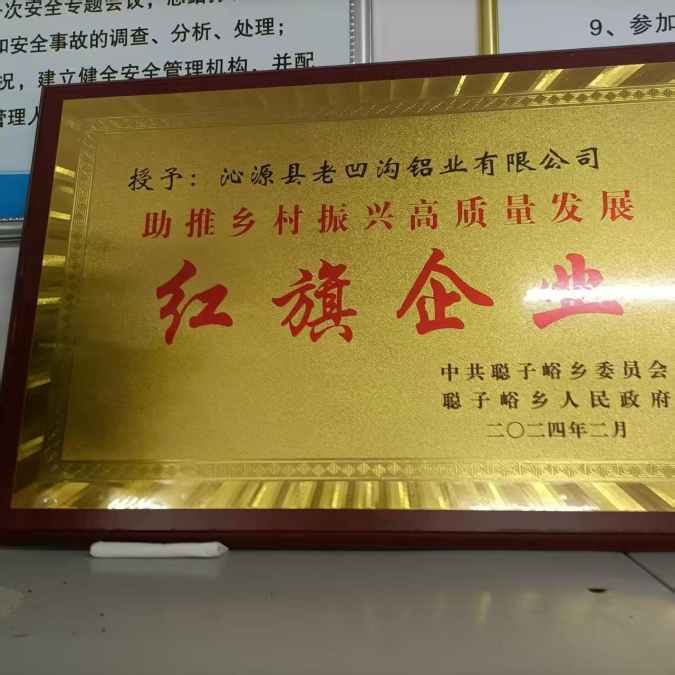 次安全专题会议，
和安全事故的调查、分析、处理；
况，建立健全安全管理机构，并配
管理人
9、参加
授予：沁源县老凹沟铝业有限公司
助推乡村振兴高质量发展
红旗企业
中共聪子峪乡委员会
聪子峪乡人民政府
二〇二四年二月